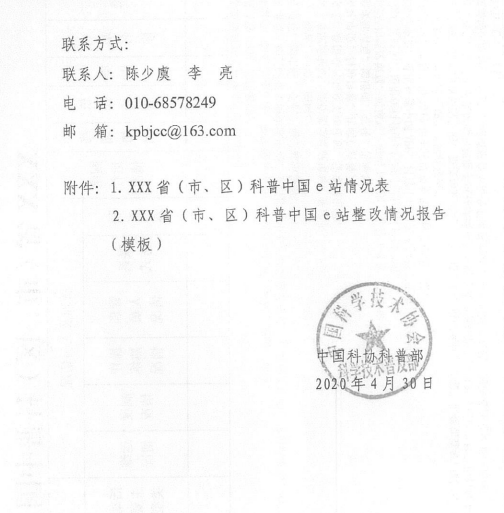 联系方式:
联系人: 陈少虞 李 亮
电 话: 010-68578249
邮 箱: kpbjcc@163.com
附件: 1. XXX 省(市、区)科普中国 e 站情况表
2. XXX 省(市、区)科普中国 e 站整改情况报告
(模板)
中国科学技术协会
中国科协科普部
科学技术普及部
2020 年 4 月 30 日